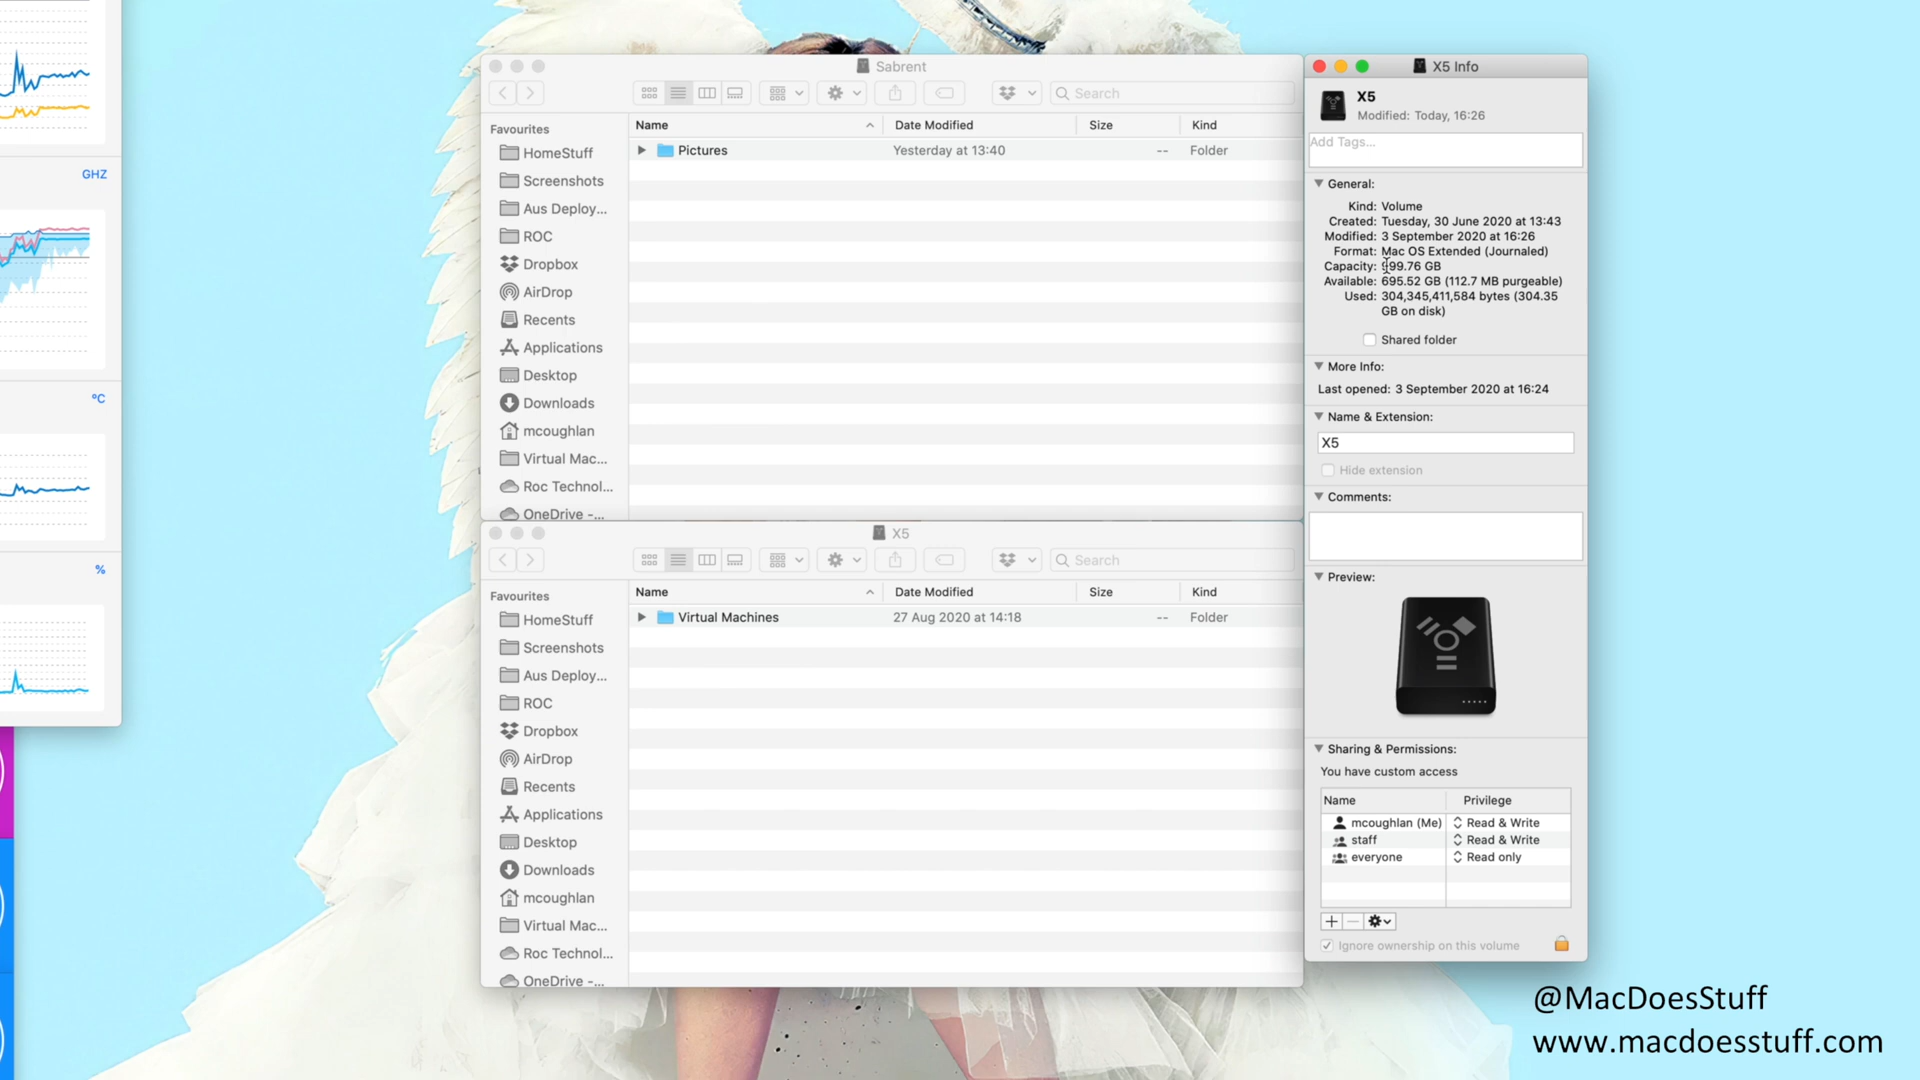 GHZ
°C
%
Sabrent
Search
Favourites
HomeStuff
Screenshots
Aus Deploy...
ROC
Dropbox
AirDrop
Recents
Applications
Desktop
Downloads
mcoughlan
Virtual Mac...
Roc Technol...
OneDrive -...
Name Date Modified Size Kind
Pictures Yesterday at 13:40 -- Folder
X5
Search
Favourites
HomeStuff
Screenshots
Aus Deploy...
ROC
Dropbox
AirDrop
Recents
Applications
Desktop
Downloads
mcoughlan
Virtual Mac...
Roc Technol...
OneDrive -...
Name Date Modified Size Kind
Virtual Machines 27 Aug 2020 at 14:18 -- Folder
X5 Info
X5
Modified: Today, 16:26
Add Tags...
General:
Kind: Volume
Created: Tuesday, 30 June 2020 at 13:43
Modified: 3 September 2020 at 16:26
Format: Mac OS Extended (Journaled)
Capacity: 999.76 GB
Available: 695.52 GB (112.7 MB purgeable)
Used: 304,345,411,584 bytes (304.35
GB on disk)
Shared folder
More Info:
Last opened: 3 September 2020 at 16:24
Name & Extension:
X5
Hide extension
Comments:
Preview:
Sharing & Permissions:
You have custom access
Name Privilege
mcoughlan (Me) Read & Write
staff Read & Write
everyone Read only
Ignore ownership on this volume
@MacDoesStuff
www.macdoesstuff.com